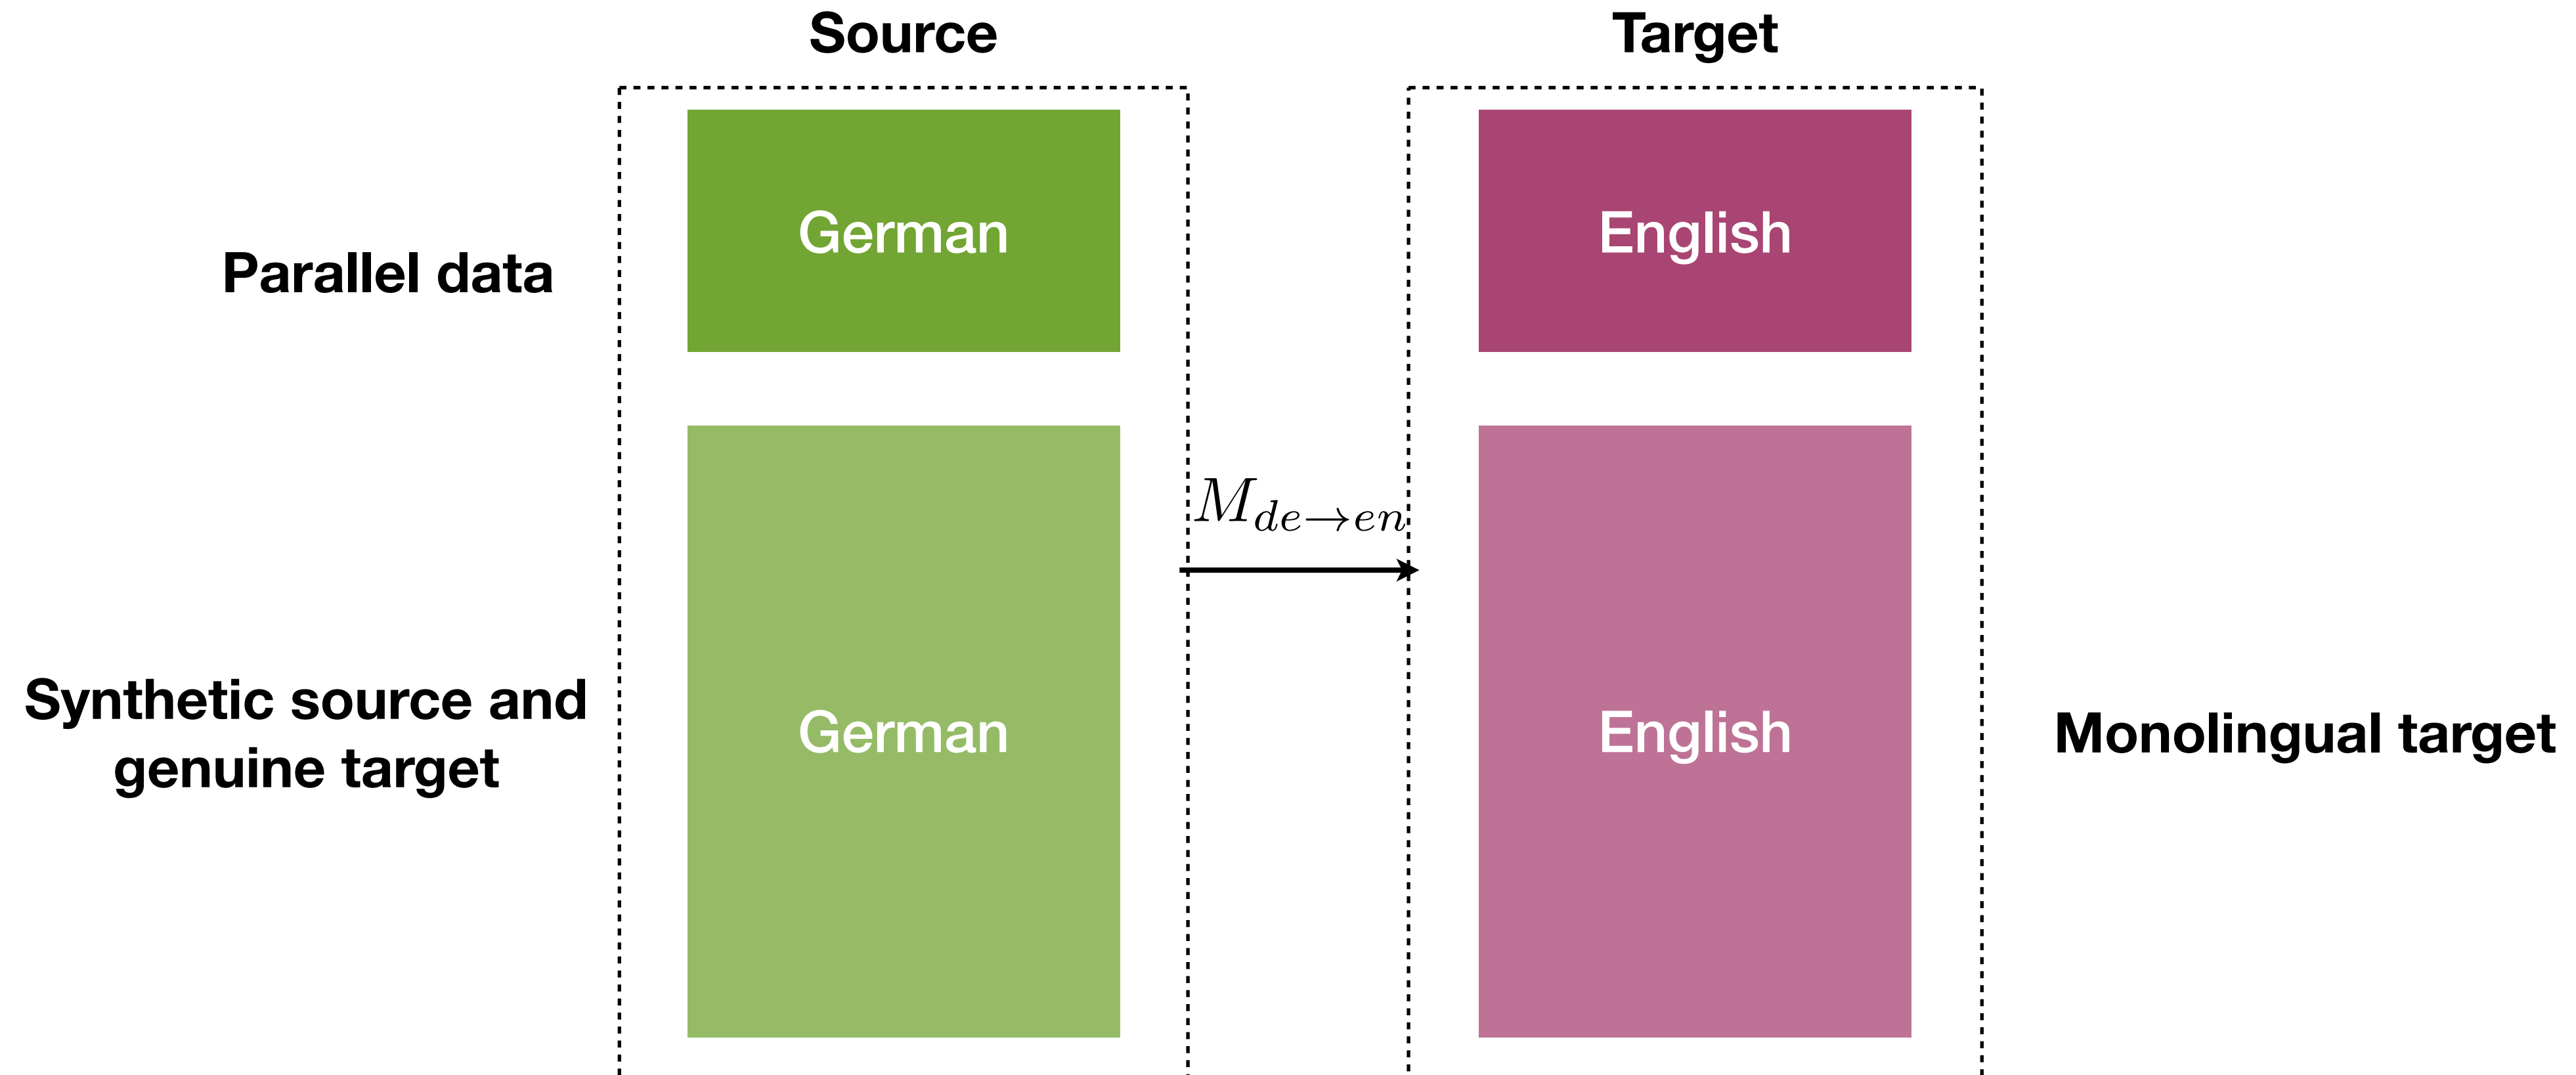 Source
Target
German
English
Parallel data
M_{de→en}
Synthetic source and
genuine target
German
English
Monolingual target